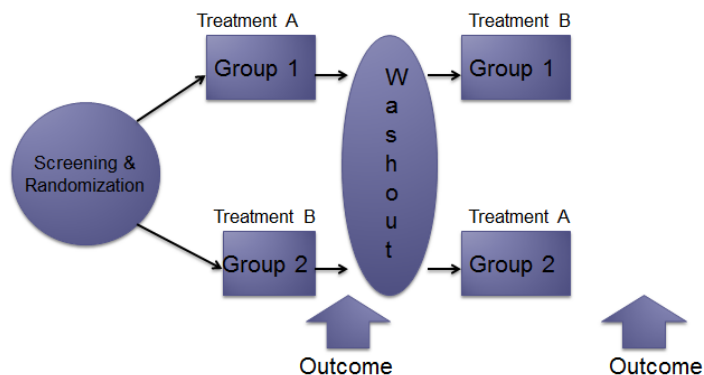 Treatment A
Treatment B
Group 1
Group 1
Screening &
Randomization
W
a
s
h
o
u
t
Treatment B
Treatment A
Group 2
Group 2
Outcome
Outcome